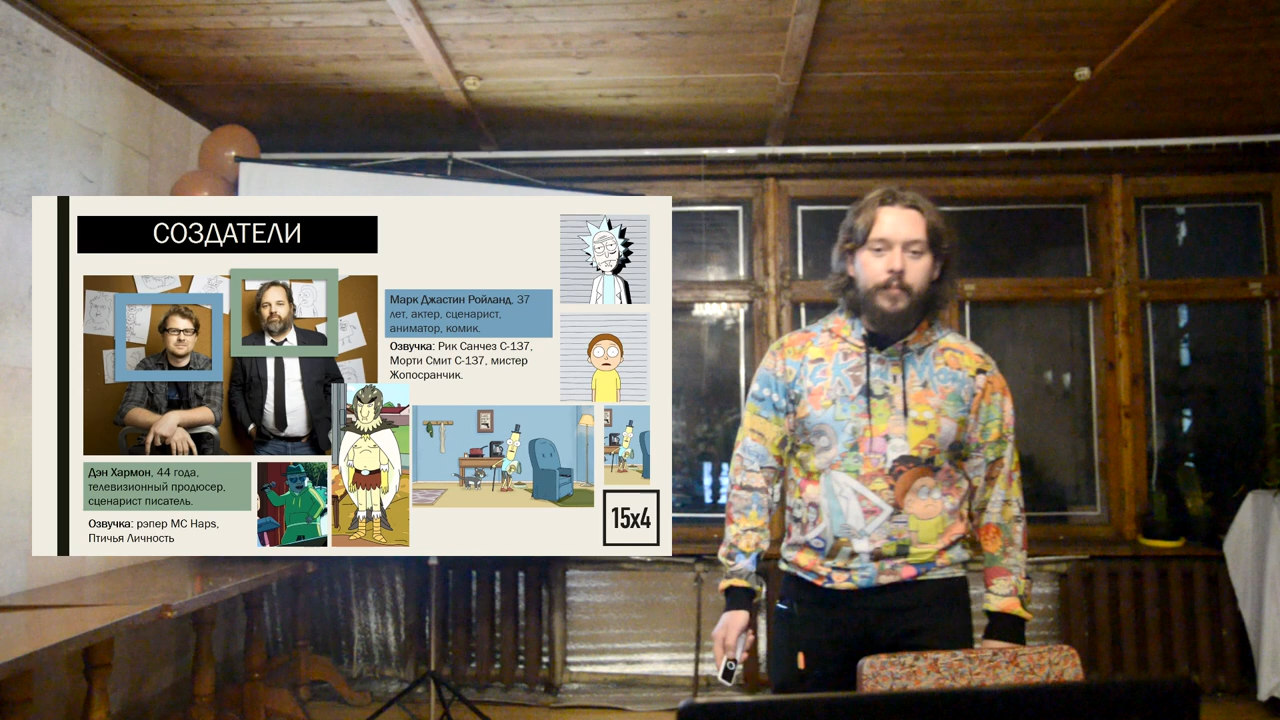 СОЗДАТЕЛИ
Марк Джастин Ройланд, 37
лет, актер, сценарист,
аниматор, комик.
Озвучка: Рик Санчез С-137,
Морти Смит С-137, мистер
Жопосранчик.
Дэн Хармон, 44 года,
телевизионный продюсер,
сценарист писатель.
Озвучка: рэпер MC Haps,
Птичья Личность
15x4